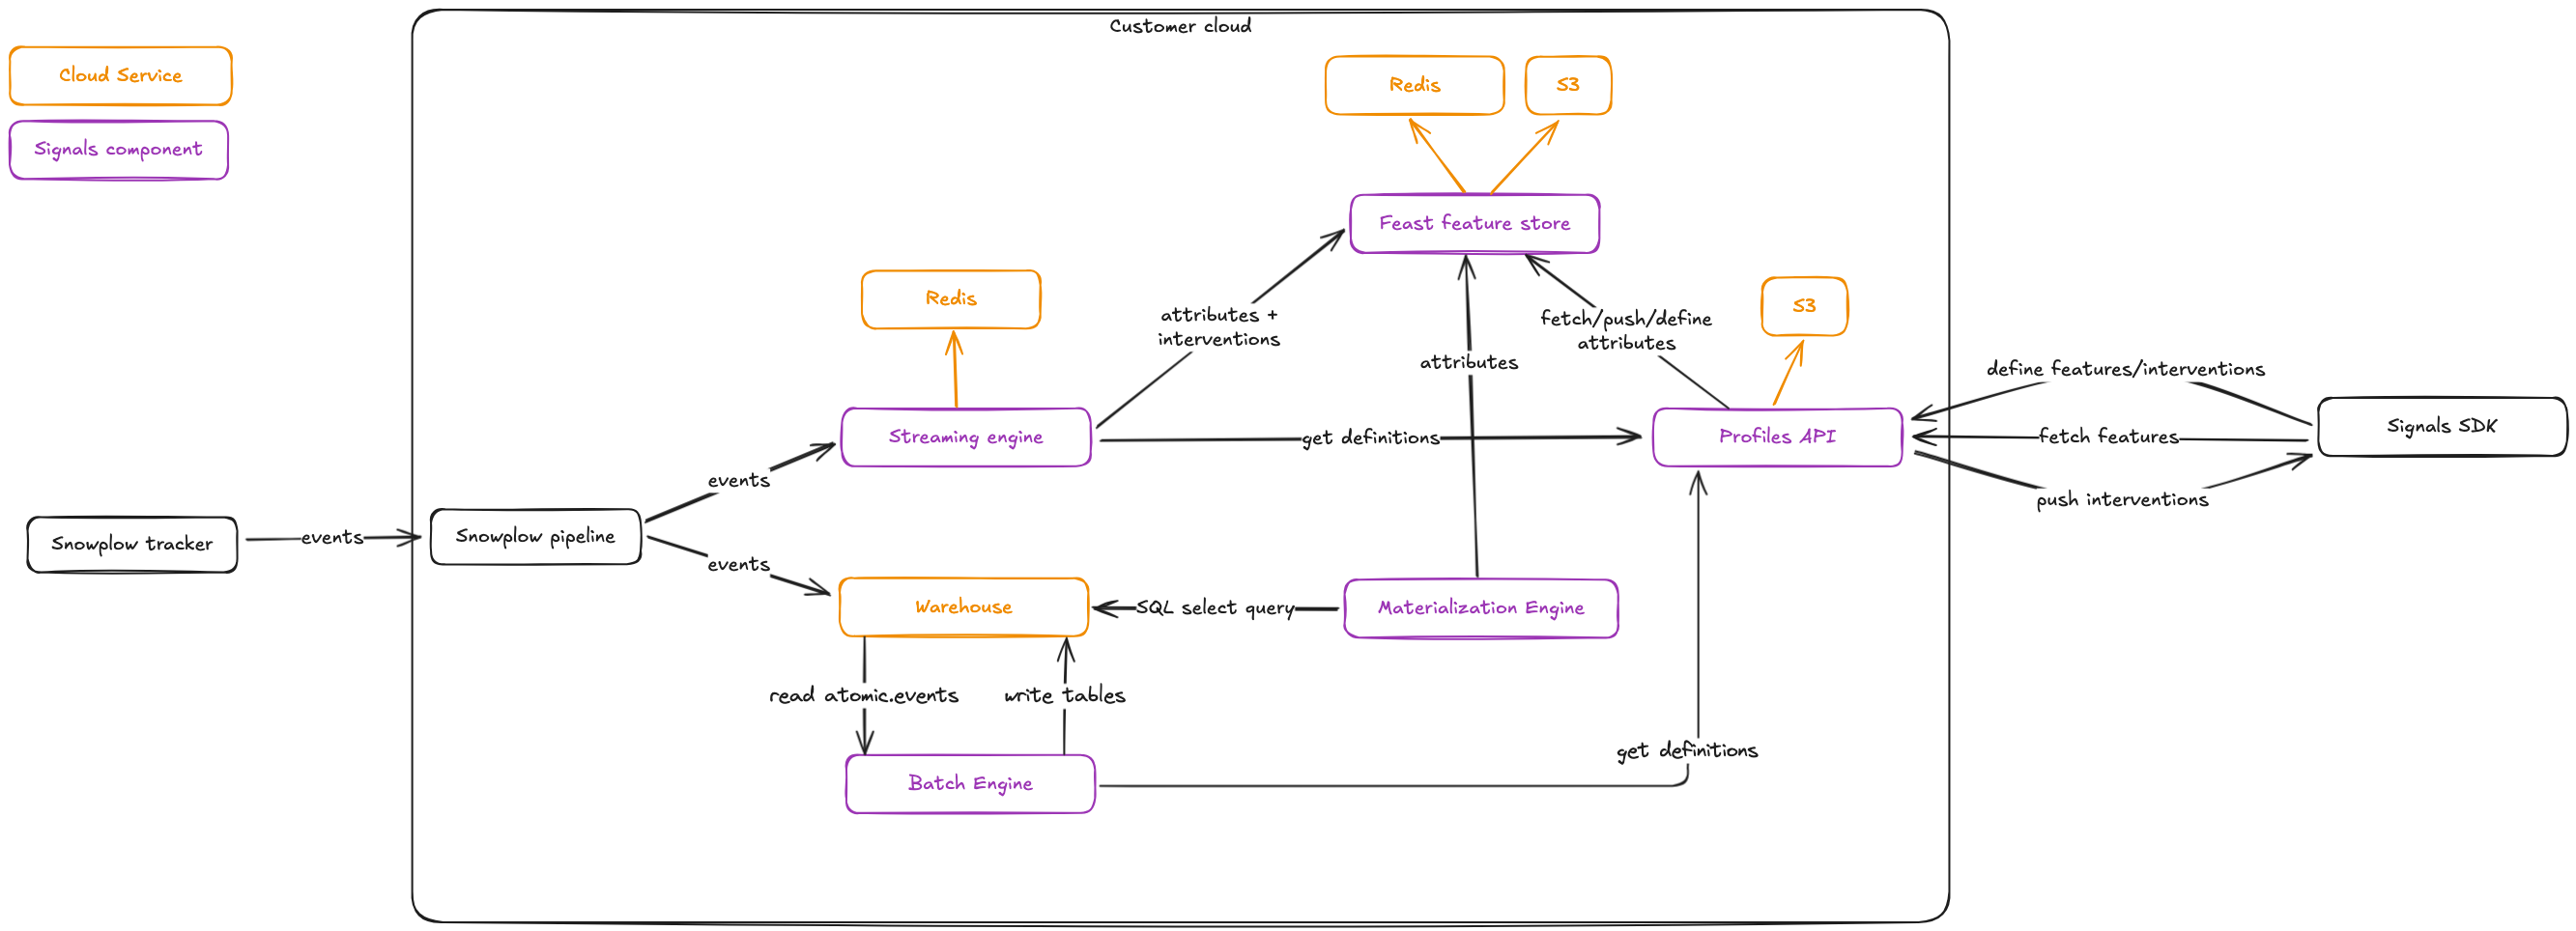 Customer cloud
Cloud Service
Signals component
Redis
S3
Feast feature store
Redis
S3
attributes +
interventions
fetch/push/define
attributes
attributes
define features/interventions
Streaming engine
get definitions
Profiles API
fetch features
Signals SDK
events
push interventions
Snowplow tracker
events
Snowplow pipeline
events
Warehouse
SQL select query
Materialization Engine
read atomic.events
write tables
get definitions
Batch Engine